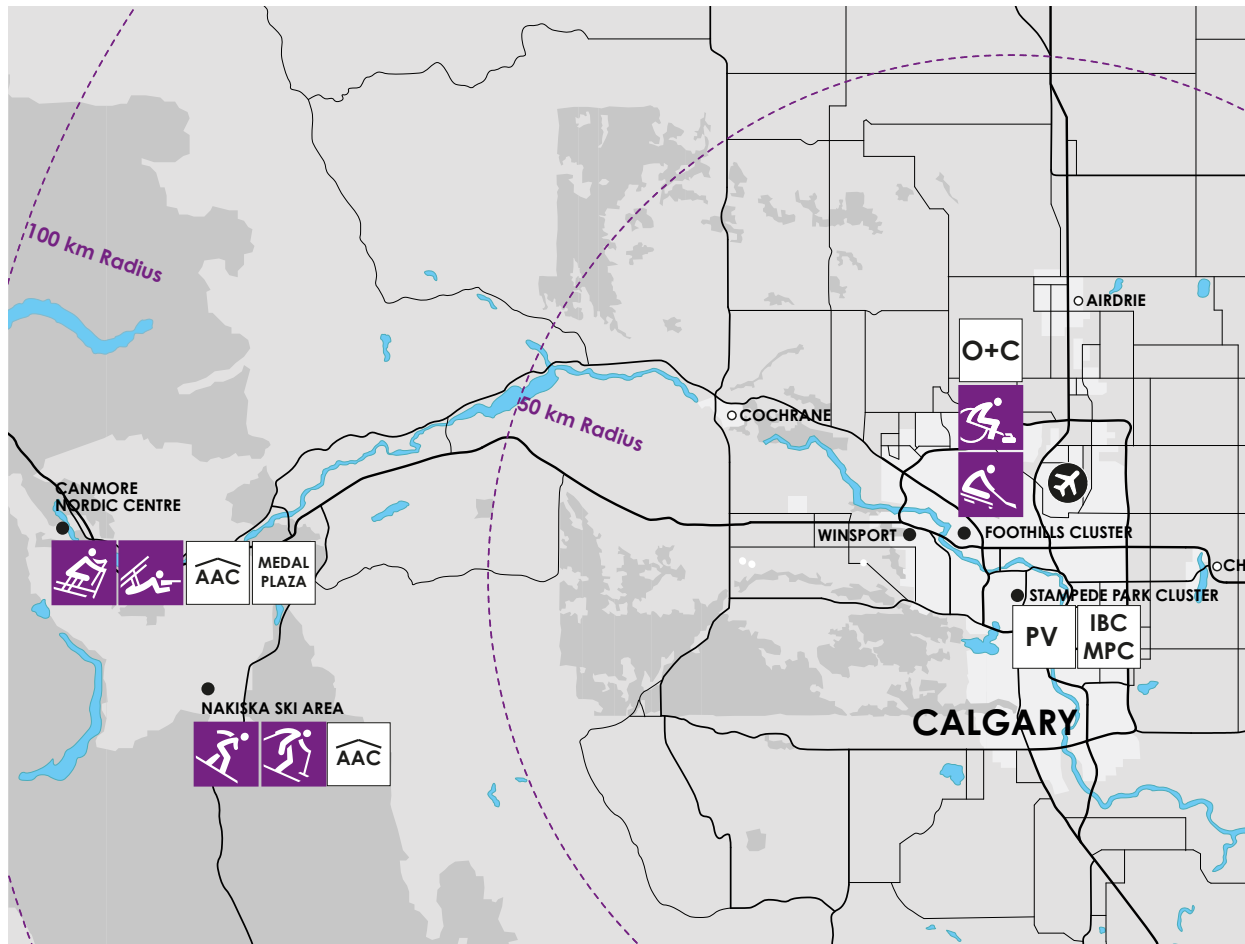 100 km Radius
AIRDRIE
O+C
50 km Radius
COCHRANE
CANMORE
NORDIC CENTRE
WINSPORT
FOOTHILLS CLUSTER
CH
AAC
MEDAL
PLAZA
STAMPEDE PARK CLUSTER
PV
IBC
MPC
NAKISKA SKI AREA
CALGARY
AAC